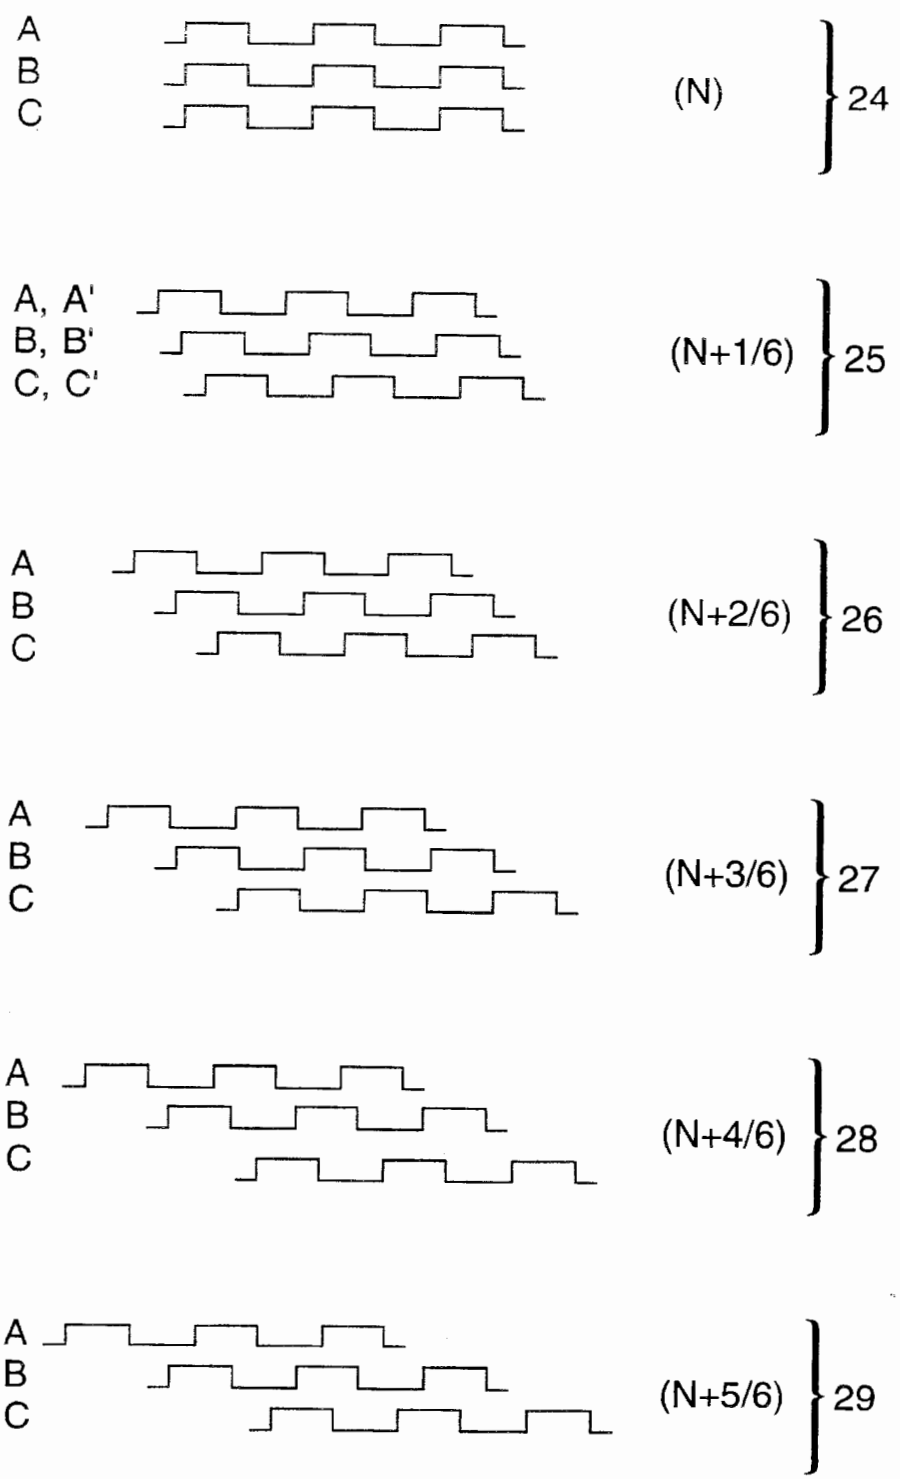 A
B (N) 24
C
A, A'
B, B' (N+1/6) 25
C, C'
A
B (N+2/6) 26
C
A
B (N+3/6) 27
C
A
B (N+4/6) 28
C
A
B (N+5/6) 29
C